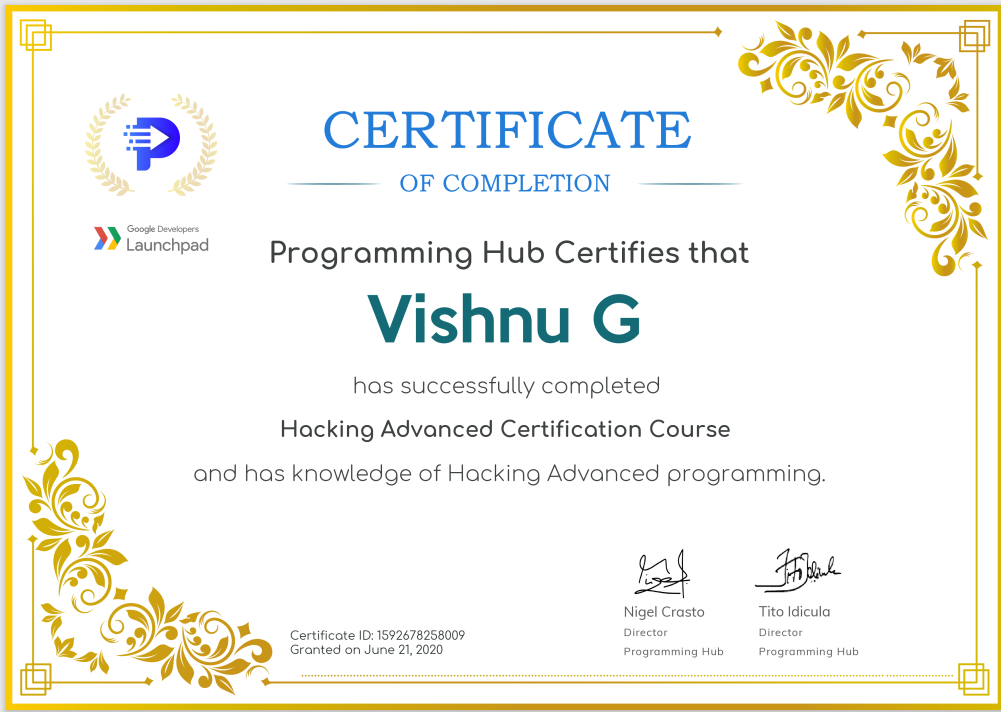 CERTIFICATE
OF COMPLETION
Google Developers
Launchpad
Programming Hub Certifies that
Vishnu G
has successfully completed
Hacking Advanced Certification Course
and has knowledge of Hacking Advanced programming.
Nigel Crasto
Director
Programming Hub
Tito Idicula
Director
Programming Hub
Certificate ID: 1592678258009
Granted on June 21, 2020